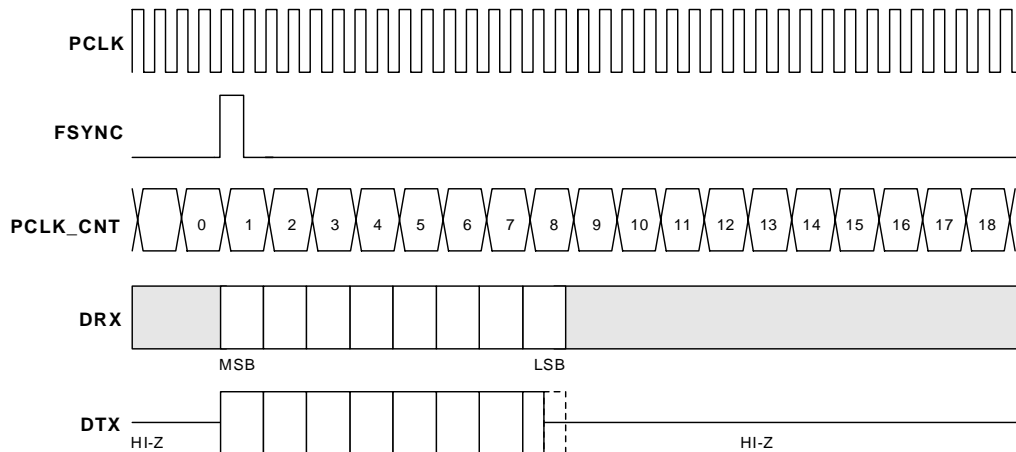 PCLK
FSYNC
PCLK_CNT 0 1 2 3 4 5 6 7 8 9 10 11 12 13 14 15 16 17 18
DRX
MSB LSB
DTX
HI-Z HI-Z